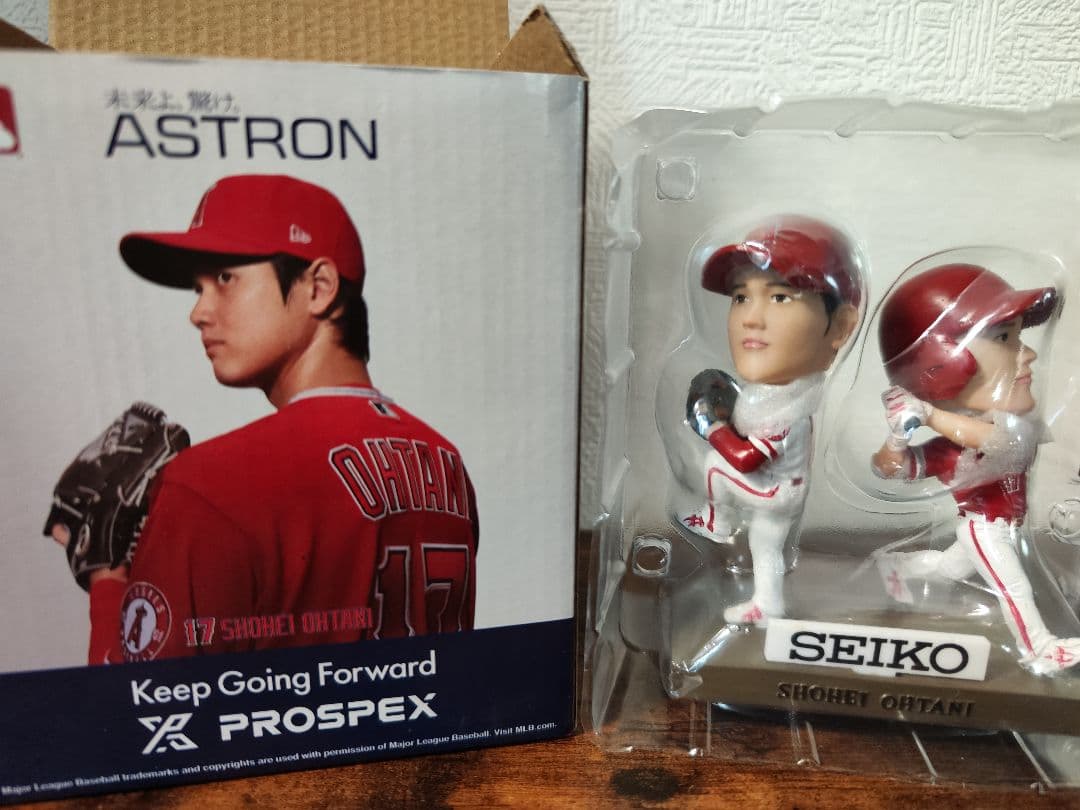 未来よ、驚け。
ASTRON
OHTANI
17
17 SHOHEI OHTANI
Keep Going Forward
PROSPEX
Major League Baseball trademarks and copyrights are used with permission of Major League Baseball. Visit MLB.com.
SEIKO
SHOHEI OHTANI